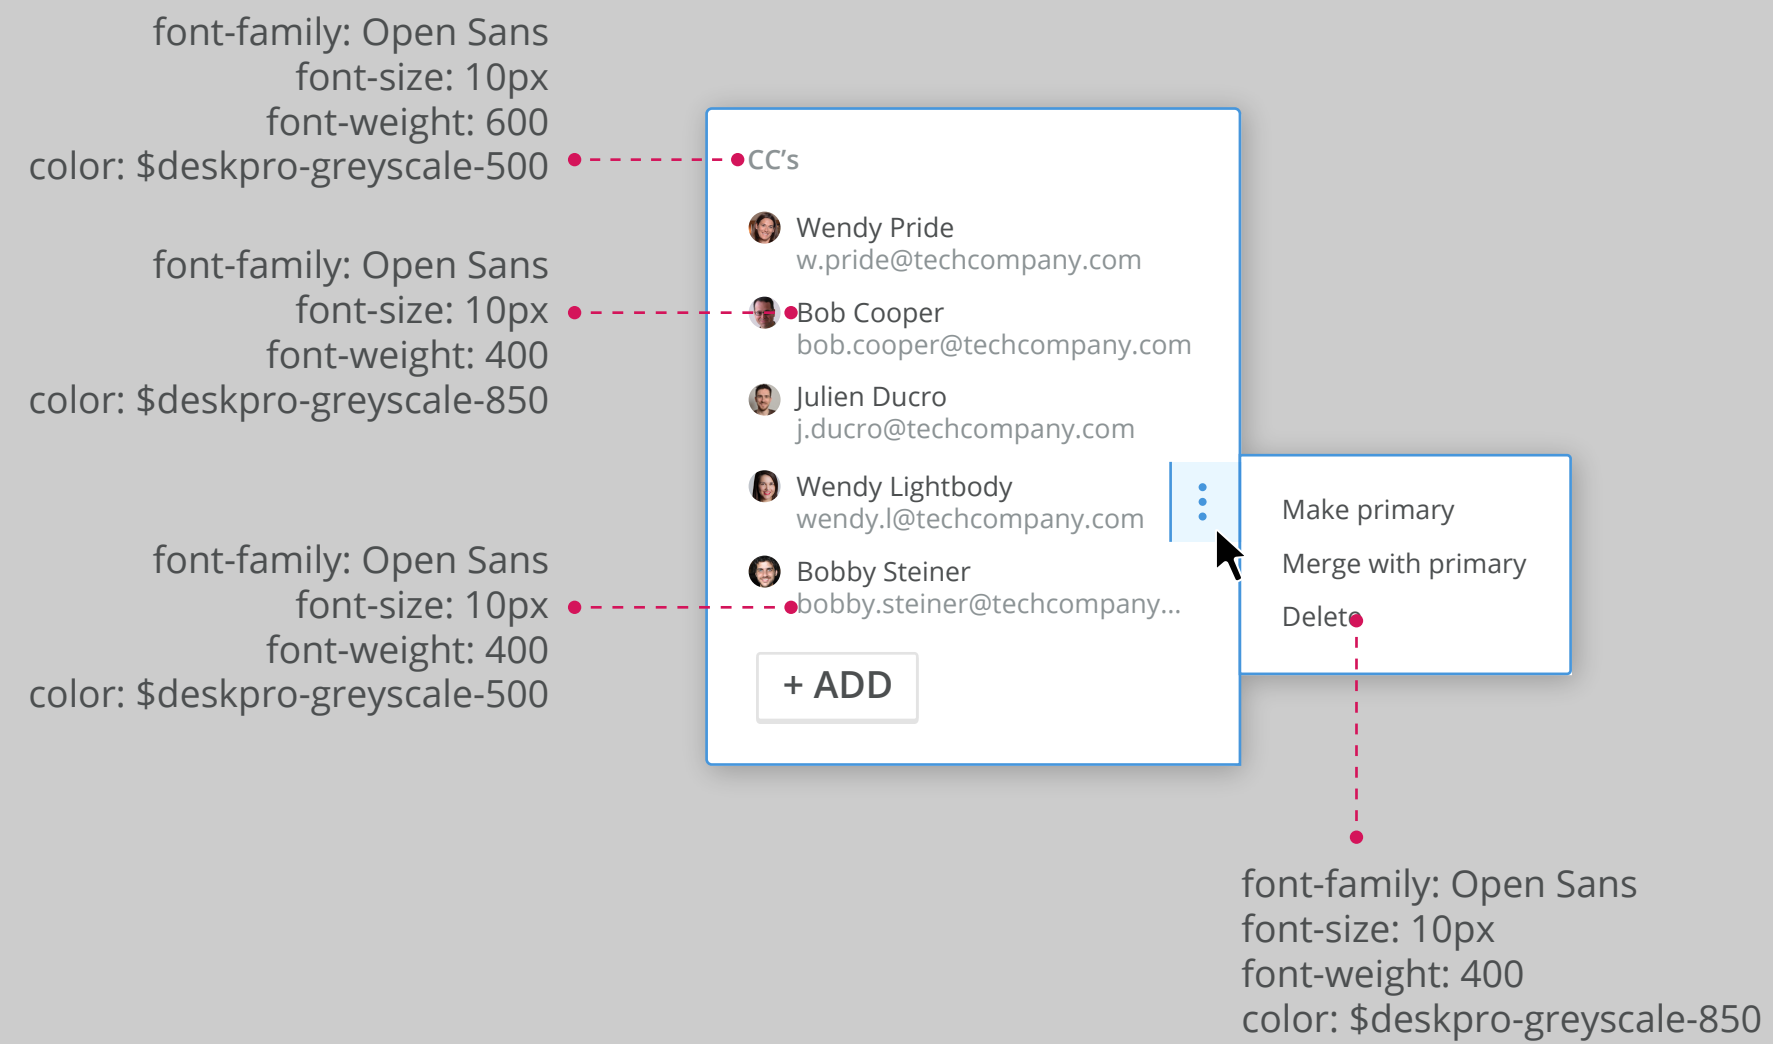 font-family: Open Sans
font-size: 10px
font-weight: 600
color: $deskpro-greyscale-500
font-family: Open Sans
font-size: 10px
font-weight: 400
color: $deskpro-greyscale-850
font-family: Open Sans
font-size: 10px
font-weight: 400
color: $deskpro-greyscale-500
CC’s
Wendy Pride
w.pride@techcompany.com
Bob Cooper
bob.cooper@techcompany.com
Julien Ducro
j.ducro@techcompany.com
Wendy Lightbody
wendy.l@techcompany.com
Bobby Steiner
bobby.steiner@techcompany...
+ ADD
Make primary
Merge with primary
Delete
font-family: Open Sans
font-size: 10px
font-weight: 400
color: $deskpro-greyscale-850